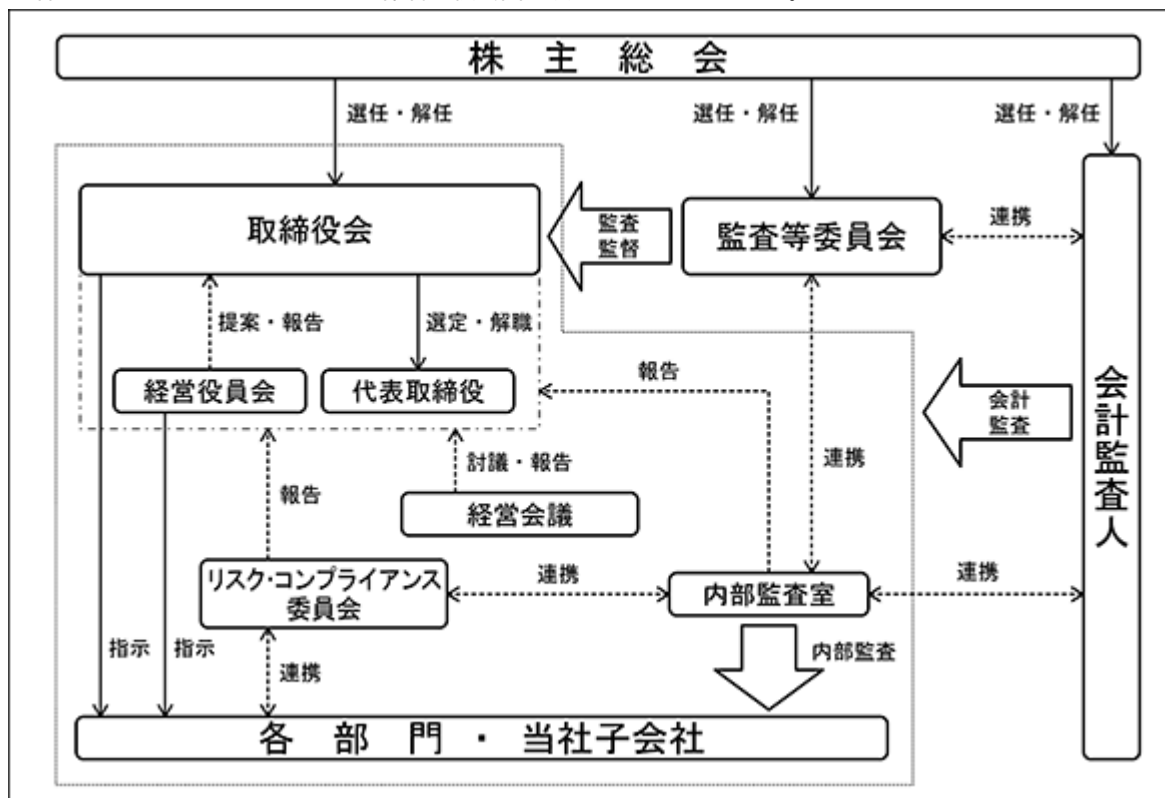 株主総会
選任・解任
選任・解任
選任・解任
取締役会
監査
監督
監査等委員会
連携
提案・報告
選定・解職
経営役員会
代表取締役
報告
会計
監査
会計監査人
連携
報告
討議・報告
経営会議
リスク・コンプライアンス
委員会
連携
内部監査室
連携
指示
指示
連携
内部監査
各部門・当社子会社